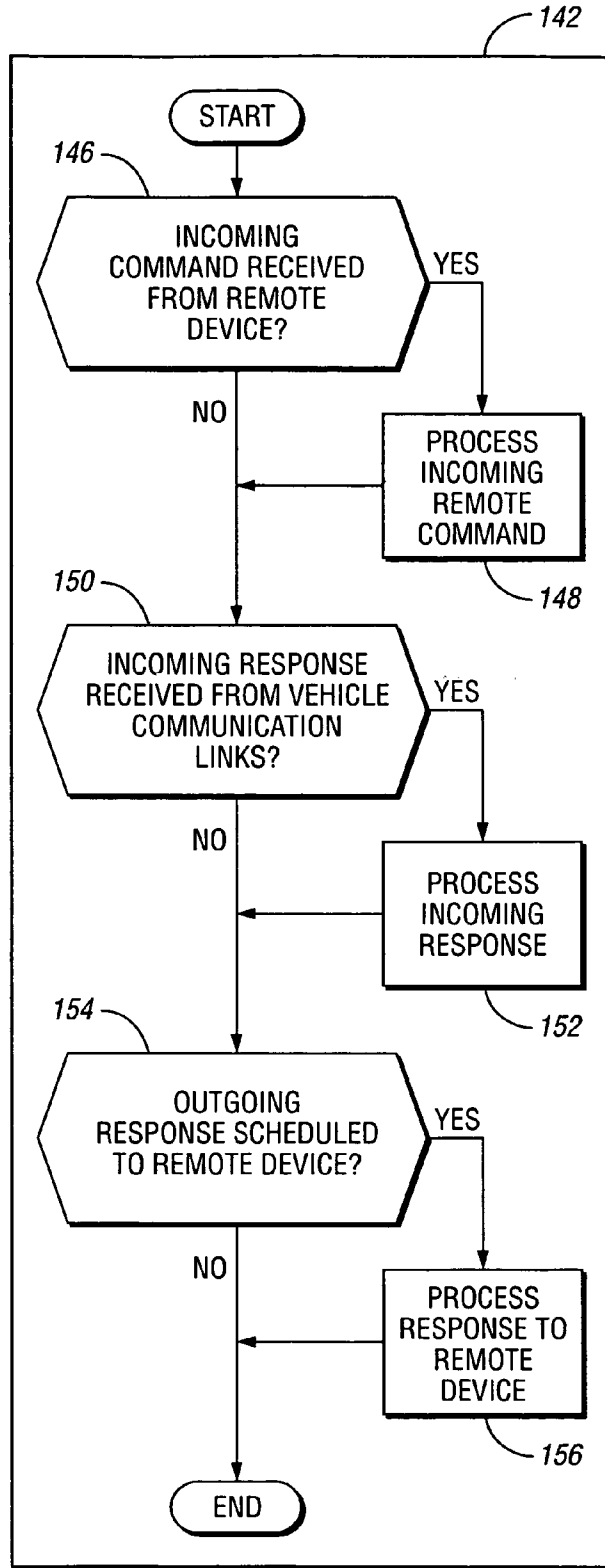 142
START
146
INCOMING
COMMAND RECEIVED
FROM REMOTE
DEVICE?
YES
NO
PROCESS
INCOMING
REMOTE
COMMAND
148
150
INCOMING RESPONSE
RECEIVED FROM VEHICLE
COMMUNICATION
LINKS?
YES
NO
PROCESS
INCOMING
RESPONSE
152
154
OUTGOING
RESPONSE SCHEDULED
TO REMOTE DEVICE?
YES
NO
PROCESS
RESPONSE TO
REMOTE
DEVICE
156
END